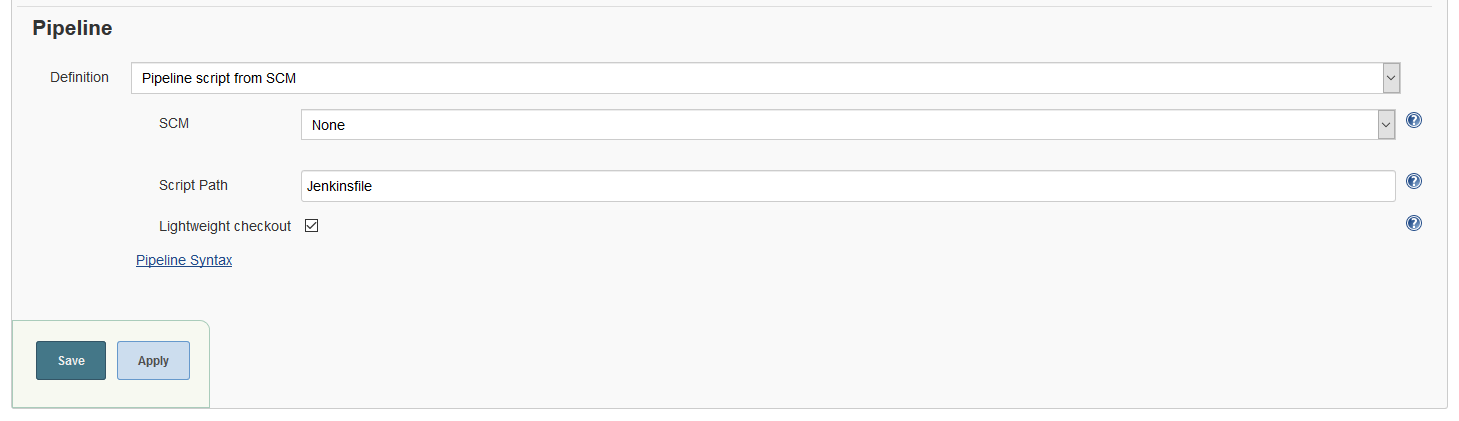 Pipeline
Definition Pipeline script from SCM
SCM None
Script Path Jenkinsfile
Lightweight checkout
Pipeline Syntax
Save Apply